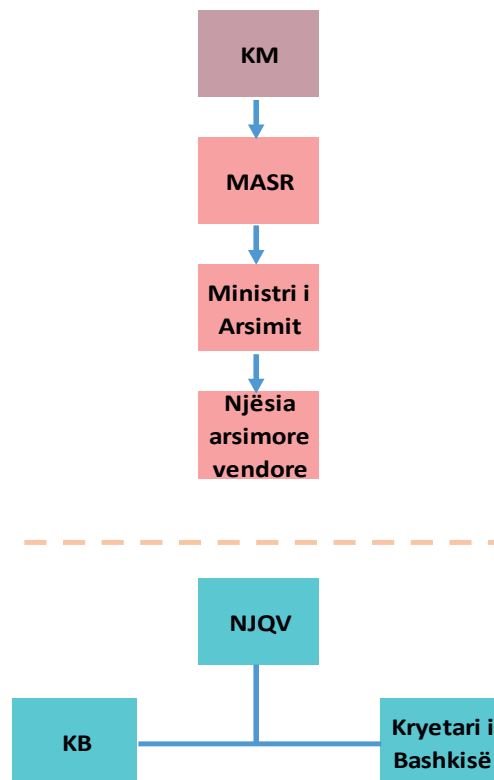 KM
MASR
Ministri i
Arsimit
Njësia
arsimore
vendore
NJQV
KB
Kryetari i
Bashkisë